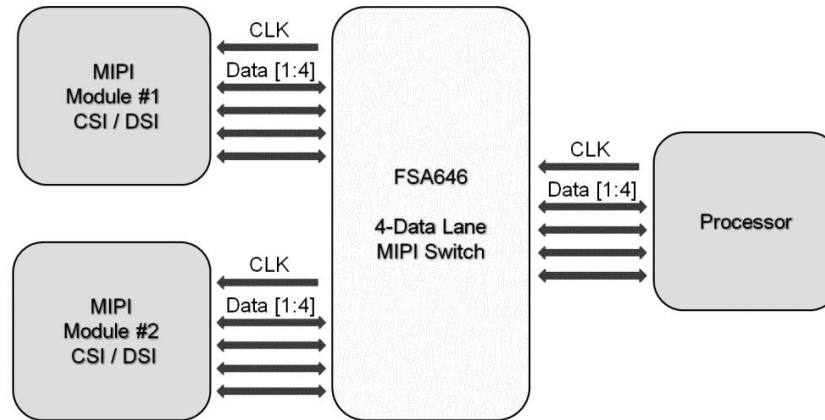 MIPI
Module #1
CSI / DSI
CLK
Data [1:4]
FSA646
4-Data Lane
MIPI Switch
CLK
Data [1:4]
Processor
MIPI
Module #2
CSI / DSI
CLK
Data [1:4]